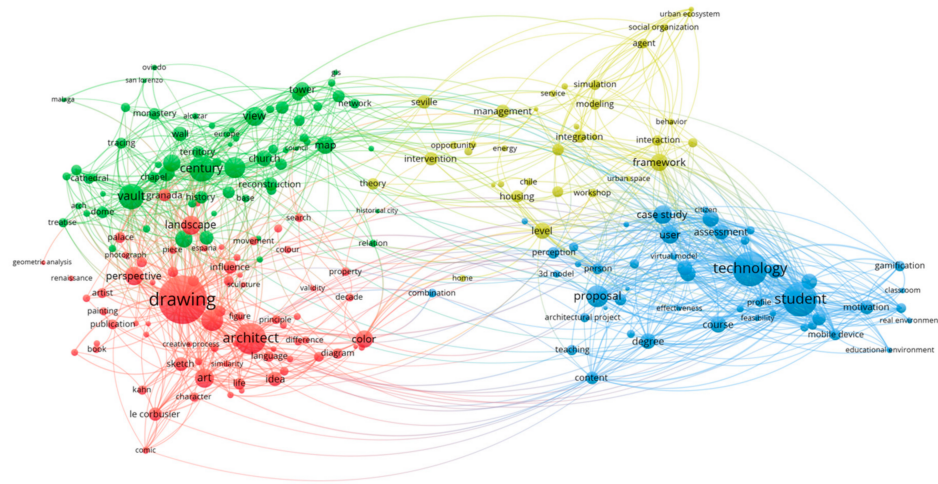 urban ecosystem
social organization
agent
oviedo
san lorenzo
gis
simulation
malaga
tower
service
seville
modeling
network
monastery
alcazar
view
management
behavior
wall
europe
integration
tracing
council
opportunity
interaction
map
energy
territory
church
intervention
framework
century
cathedral
chapel
urban space
reconstruction
theory
chile
workshop
vault
granada
history
base
housing
arch
dome
historical city
case study
citizen
treatise
landscape
search
level
user
assessment
palace
movement
colour
relation
piece
espana
photograph
perception
virtual model
geometric analysis
influence
person
technology
gamification
renaissance
perspective
sculpture
property
home
3d model
classroom
artist
validity
decade
combination
proposal
student
drawing
profile
motivation
painting
effectiveness
publication
figure
principle
architectural project
feasibility
real environment
course
creative process
architect
difference
color
degree
mobile device
book
language
diagram
teaching
educational environment
sketch
similarity
art
life
idea
content
kahn
character
le corbusier
comic